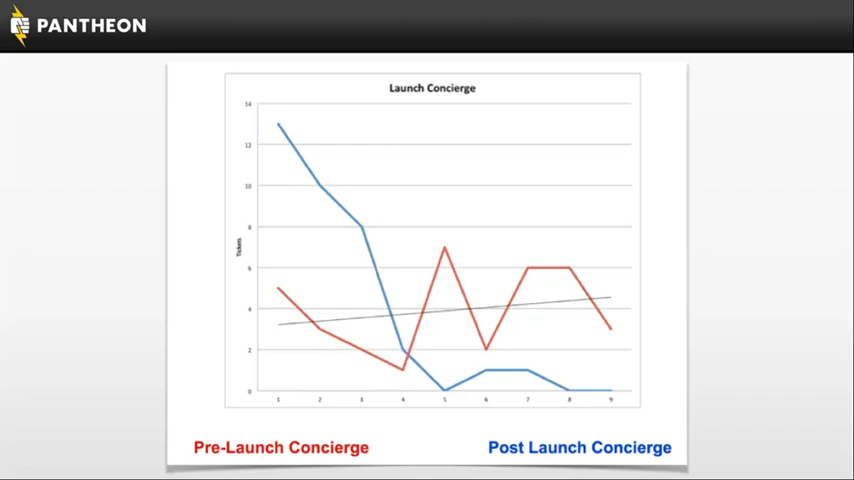 PANTHEON
Launch Concierge
14
12
10
8
6
4
2
0
Tickets
1 2 3 4 5 6 7 8 9
Pre-Launch Concierge Post Launch Concierge